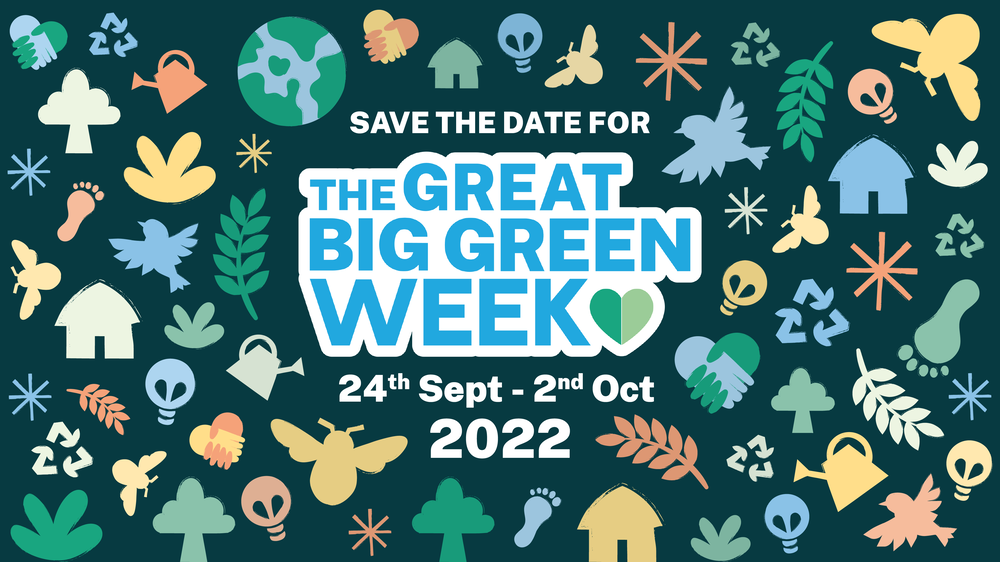 SAVE THE DATE FOR
THE GREAT
BIG GREEN
WEEK
24th Sept - 2nd Oct
2022